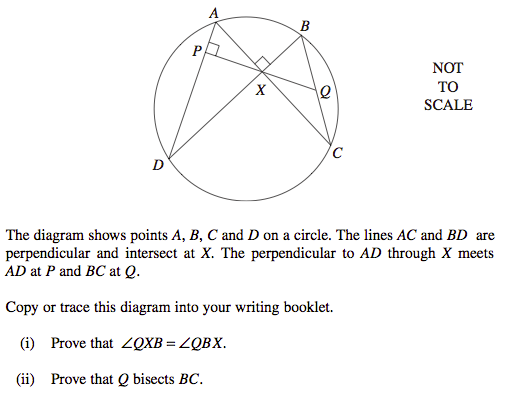 A
B
P
X
Q
D
C
NOT
TO
SCALE
The diagram shows points A, B, C and D on a circle. The lines AC and BD are
perpendicular and intersect at X. The perpendicular to AD through X meets
AD at P and BC at Q.
Copy or trace this diagram into your writing booklet.
(i) Prove that ∠QXB = ∠QBX.
(ii) Prove that Q bisects BC.